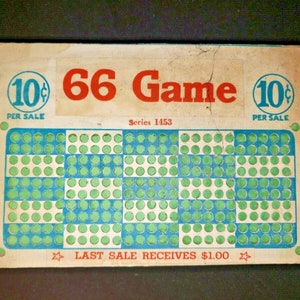 66 Game
10¢
PER SALE
10¢
PER SALE
Series 1453
LAST SALE RECEIVES $1.00